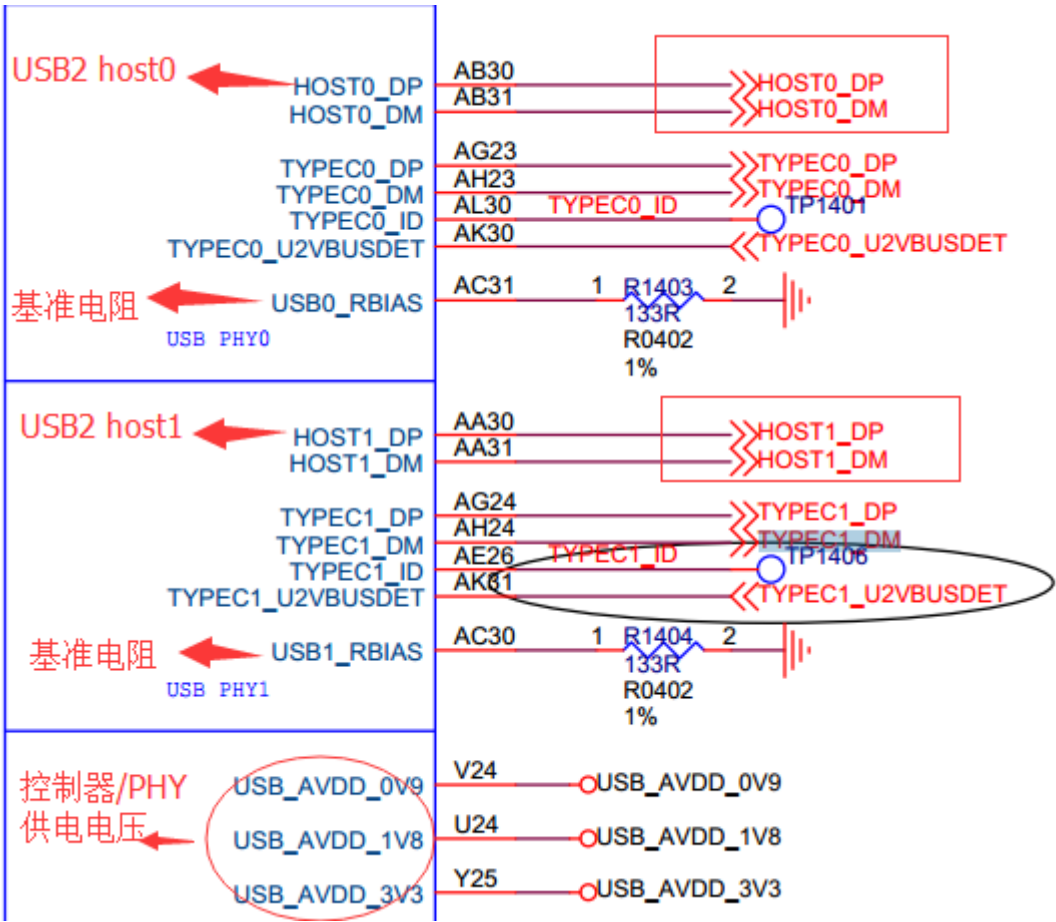 USB2 host0
HOST0_DP AB30 HOST0_DP
HOST0_DM AB31 HOST0_DM
TYPEC0_DP AG23 TYPEC0_DP
TYPEC0_DM AH23 TYPEC0_DM
TYPEC0_ID AL30 TYPEC0_ID TP1401
TYPEC0_U2VBUSDET AK30 TYPEC0_U2VBUSDET
基准电阻 USB0_RBIAS AC31 1 R1403 2
133R
USB PHY0 R0402
1%
USB2 host1
HOST1_DP AA30 HOST1_DP
HOST1_DM AA31 HOST1_DM
TYPEC1_DP AG24 TYPEC1_DP
TYPEC1_DM AH24 TYPEC1_DM
TYPEC1_ID AE26 TYPEC1_ID TP1406
TYPEC1_U2VBUSDET AK31 TYPEC1_U2VBUSDET
基准电阻 USB1_RBIAS AC30 1 R1404 2
133R
USB PHY1 R0402
1%
控制器/PHY
供电电压
USB_AVDD_0V9 V24 USB_AVDD_0V9
USB_AVDD_1V8 U24 USB_AVDD_1V8
USB_AVDD_3V3 Y25 USB_AVDD_3V3